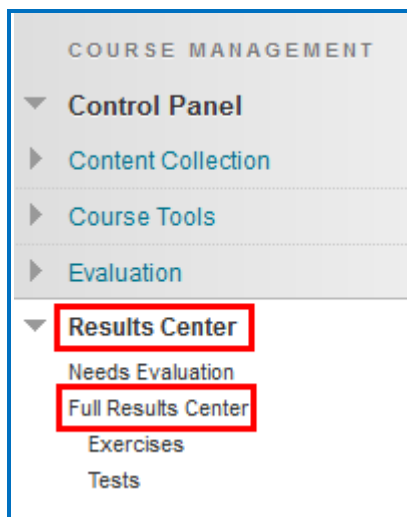 COURSE MANAGEMENT
Control Panel
Content Collection
Course Tools
Evaluation
Results Center
Needs Evaluation
Full Results Center
Exercises
Tests